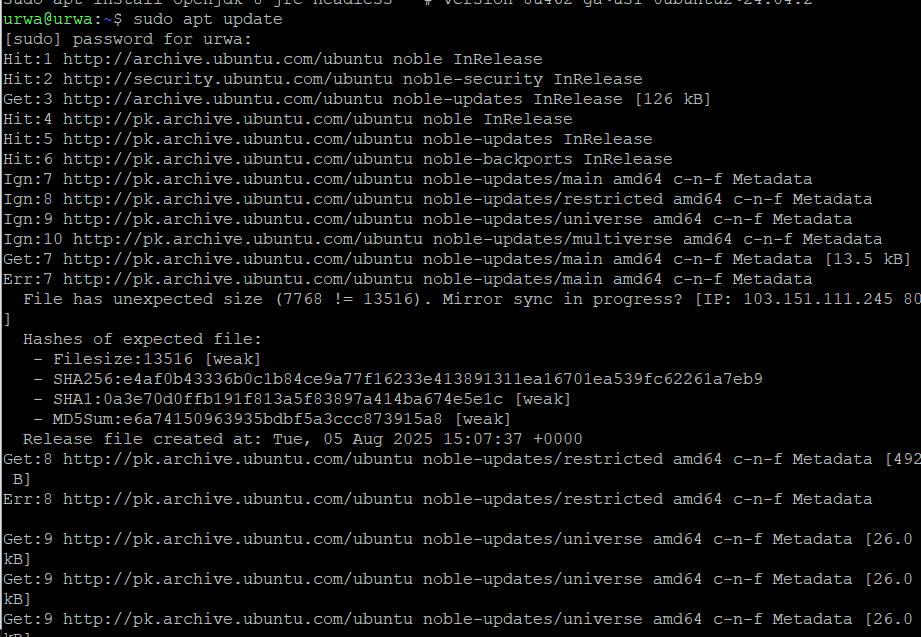 sudo apt install openjdk-8-jre-headless # version 8u462-ga~us1-0ubuntu2~24.04.2
urwa@urwa:~$ sudo apt update
[sudo] password for urwa:
Hit:1 http://archive.ubuntu.com/ubuntu noble InRelease
Hit:2 http://security.ubuntu.com/ubuntu noble-security InRelease
Get:3 http://archive.ubuntu.com/ubuntu noble-updates InRelease [126 kB]
Hit:4 http://pk.archive.ubuntu.com/ubuntu noble InRelease
Hit:5 http://pk.archive.ubuntu.com/ubuntu noble-updates InRelease
Hit:6 http://pk.archive.ubuntu.com/ubuntu noble-backports InRelease
Ign:7 http://pk.archive.ubuntu.com/ubuntu noble-updates/main amd64 c-n-f Metadata
Ign:8 http://pk.archive.ubuntu.com/ubuntu noble-updates/restricted amd64 c-n-f Metadata
Ign:9 http://pk.archive.ubuntu.com/ubuntu noble-updates/universe amd64 c-n-f Metadata
Ign:10 http://pk.archive.ubuntu.com/ubuntu noble-updates/multiverse amd64 c-n-f Metadata
Get:7 http://pk.archive.ubuntu.com/ubuntu noble-updates/main amd64 c-n-f Metadata [13.5 kB]
Err:7 http://pk.archive.ubuntu.com/ubuntu noble-updates/main amd64 c-n-f Metadata
File has unexpected size (7768 != 13516). Mirror sync in progress? [IP: 103.151.111.245 80
]
Hashes of expected file:
- Filesize:13516 [weak]
- SHA256:e4af0b43336b0c1b84ce9a77f16233e413891311ea16701ea539fc62261a7eb9
- SHA1:0a3e70d0ffb191f813a5f83897a414ba674e5e1c [weak]
- MD5Sum:e6a74150963935bdbf5a3ccc873915a8 [weak]
Release file created at: Tue, 05 Aug 2025 15:07:37 +0000
Get:8 http://pk.archive.ubuntu.com/ubuntu noble-updates/restricted amd64 c-n-f Metadata [492
B]
Err:8 http://pk.archive.ubuntu.com/ubuntu noble-updates/restricted amd64 c-n-f Metadata
Get:9 http://pk.archive.ubuntu.com/ubuntu noble-updates/universe amd64 c-n-f Metadata [26.0
kB]
Get:9 http://pk.archive.ubuntu.com/ubuntu noble-updates/universe amd64 c-n-f Metadata [26.0
kB]
Get:9 http://pk.archive.ubuntu.com/ubuntu noble-updates/universe amd64 c-n-f Metadata [26.0
kB]